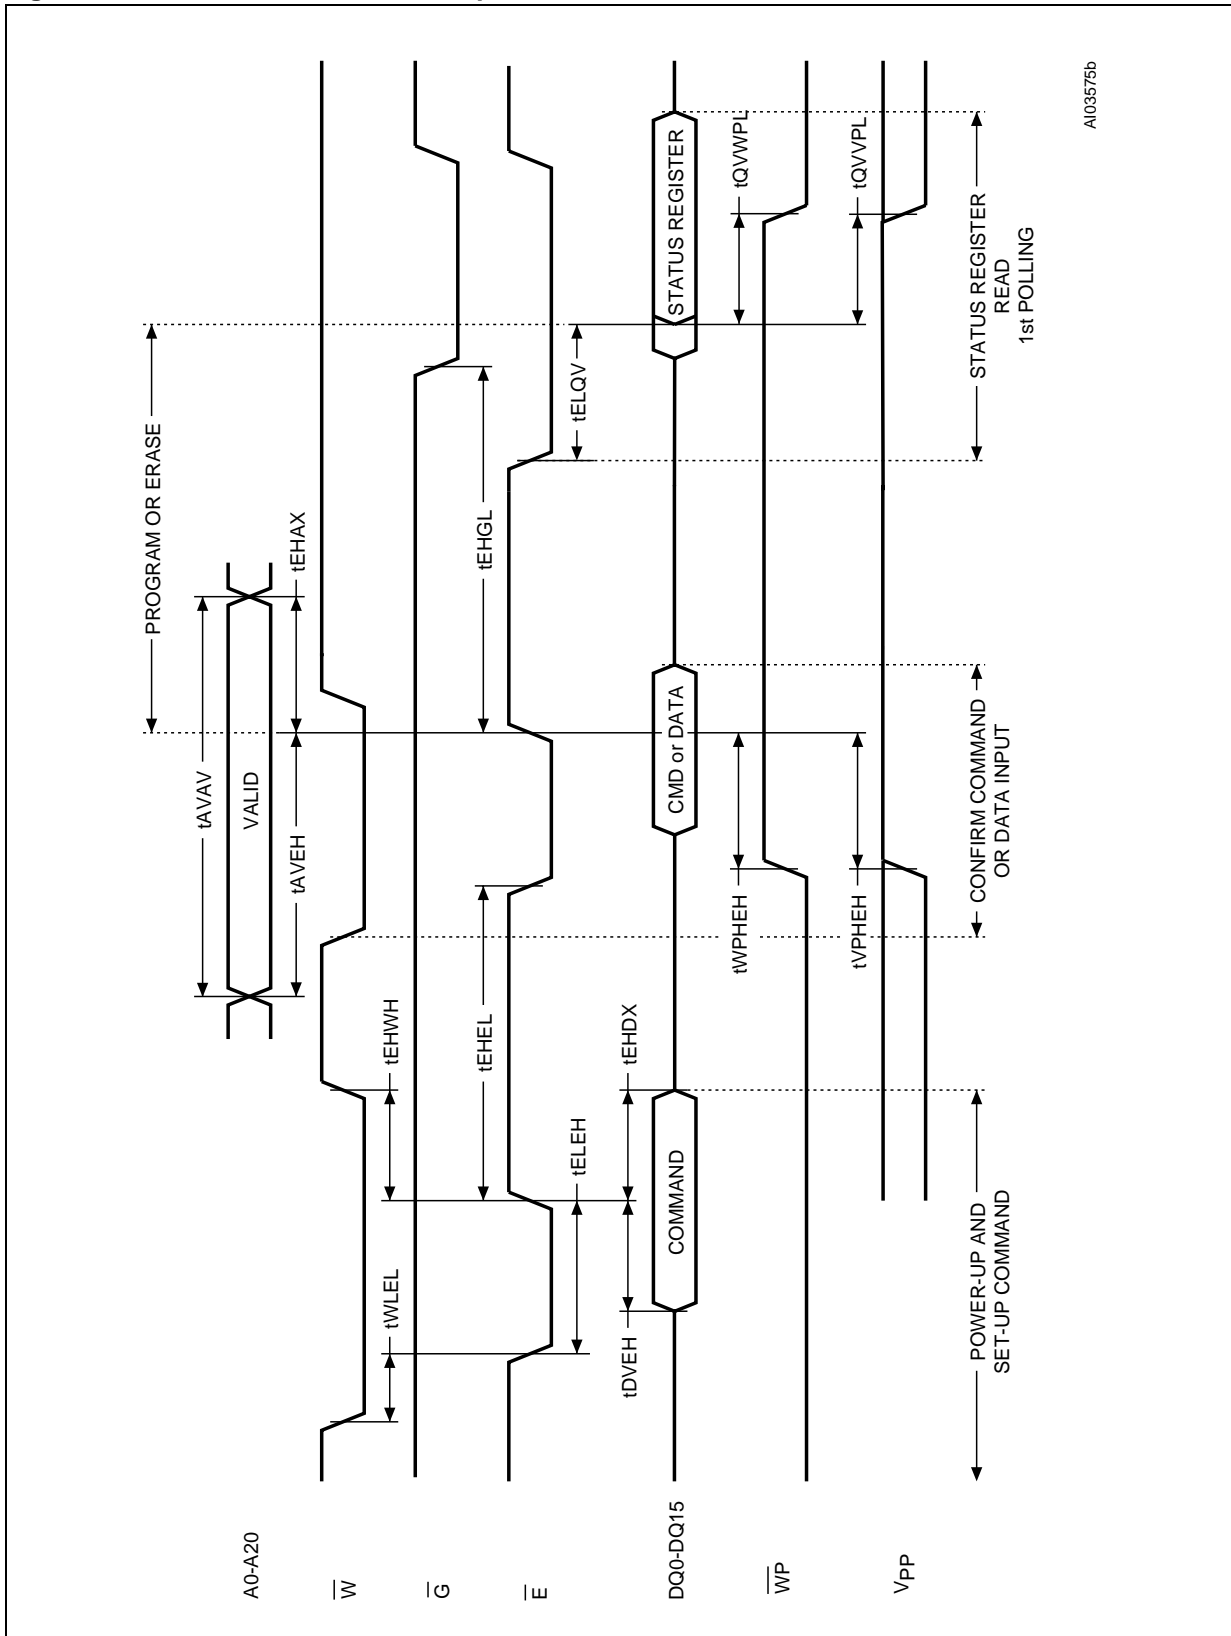 PROGRAM OR ERASE
tAVAV
A0-A20
VALID
tAVEH
tEHAX
W
tWLEL
tEHWH
G
tEHEL
tEHGL
E
tELEH
tELQV
tDVEH
tEHDX
DQ0-DQ15
COMMAND
CMD or DATA
STATUS REGISTER
tWPHEH
tQVWPL
WP
tVPHEH
tQVVPL
VPP
POWER-UP AND
SET-UP COMMAND
CONFIRM COMMAND
OR DATA INPUT
STATUS REGISTER
READ
1st POLLING
AI03575b